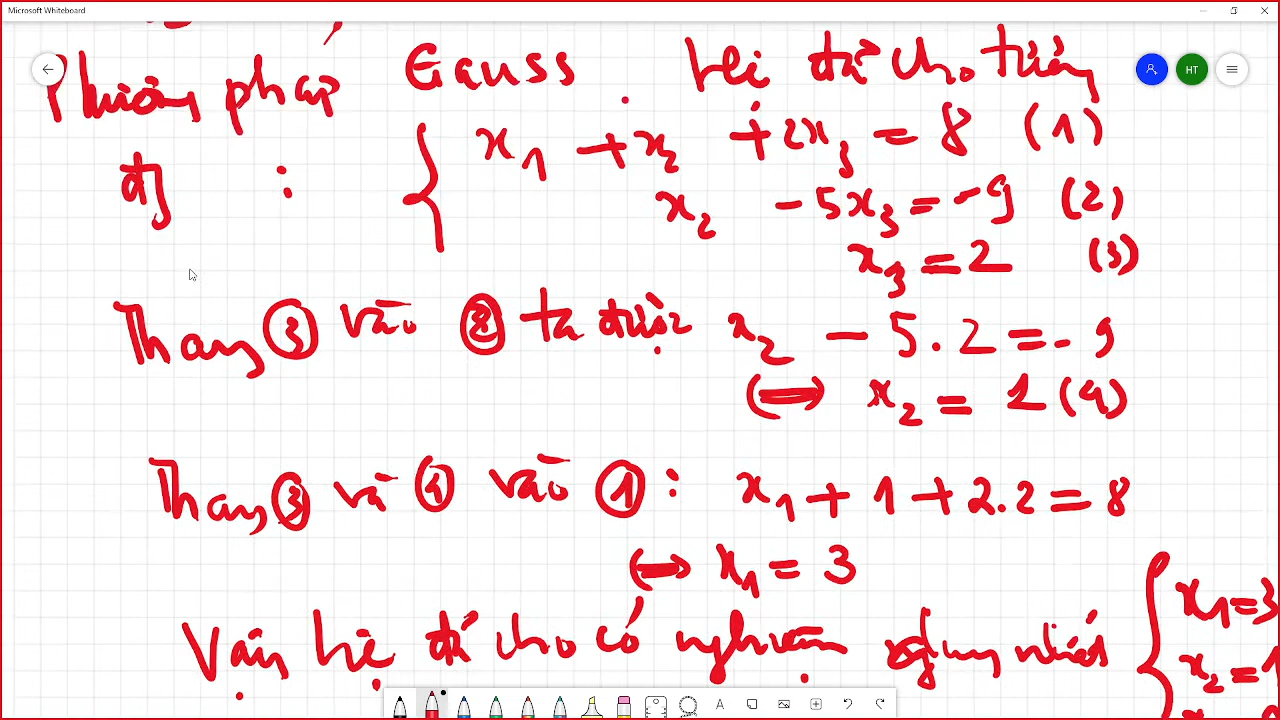 Microsoft Whiteboard
HT
Phương pháp Gauss hệ đã cho tương
đg :
x₁ + x₂ + 2x₃ = 8 (1)
x₂ - 5x₃ = -9 (2)
x₃ = 2 (3)
Thay ③ vào ② ta được x₂ - 5.2 = -9
⟺ x₂ = 1 (4)
Thay ③ và ④ vào ① : x₁ + 1 + 2.2 = 8
⟺ x₁ = 3
Vậy hệ đã cho có nghiệm nhất { x₁ = 3
x₂ = 1